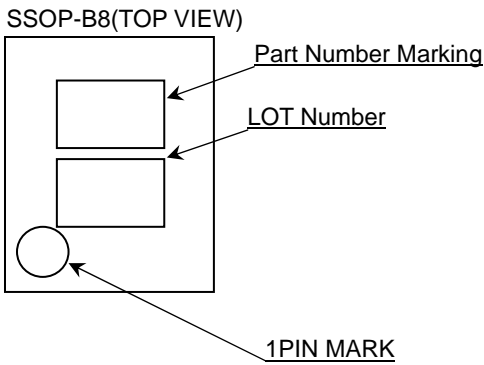 SSOP-B8(TOP VIEW)
Part Number Marking
LOT Number
1PIN MARK